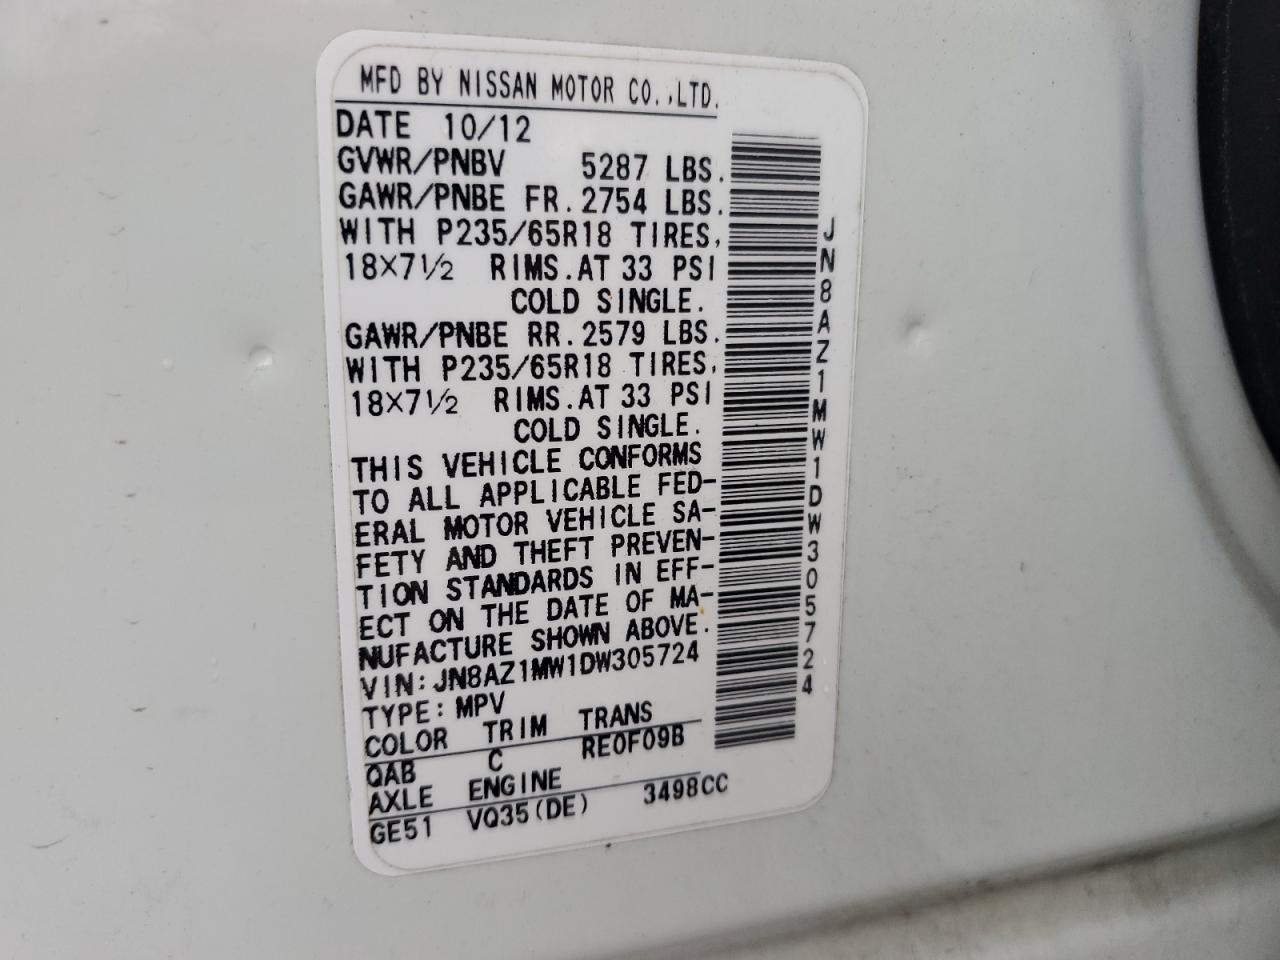 MFD BY NISSAN MOTOR CO.,LTD.
DATE 10/12
GVWR/PNBV 5287 LBS.
GAWR/PNBE FR. 2754 LBS.
WITH P235/65R18 TIRES,
18×7½ RIMS. AT 33 PSI
COLD SINGLE.
GAWR/PNBE RR. 2579 LBS.
WITH P235/65R18 TIRES,
18×7½ RIMS. AT 33 PSI
COLD SINGLE.
THIS VEHICLE CONFORMS
TO ALL APPLICABLE FED-
ERAL MOTOR VEHICLE SA-
FETY AND THEFT PREVEN-
TION STANDARDS IN EFF-
ECT ON THE DATE OF MA-
NUFACTURE SHOWN ABOVE.
VIN: JN8AZ1MW1DW305724
TYPE: MPV
COLOR TRIM TRANS
QAB C RE0F09B
AXLE ENGINE
GE51 VQ35(DE) 3498CC
JN8AZ1MW1DW305724